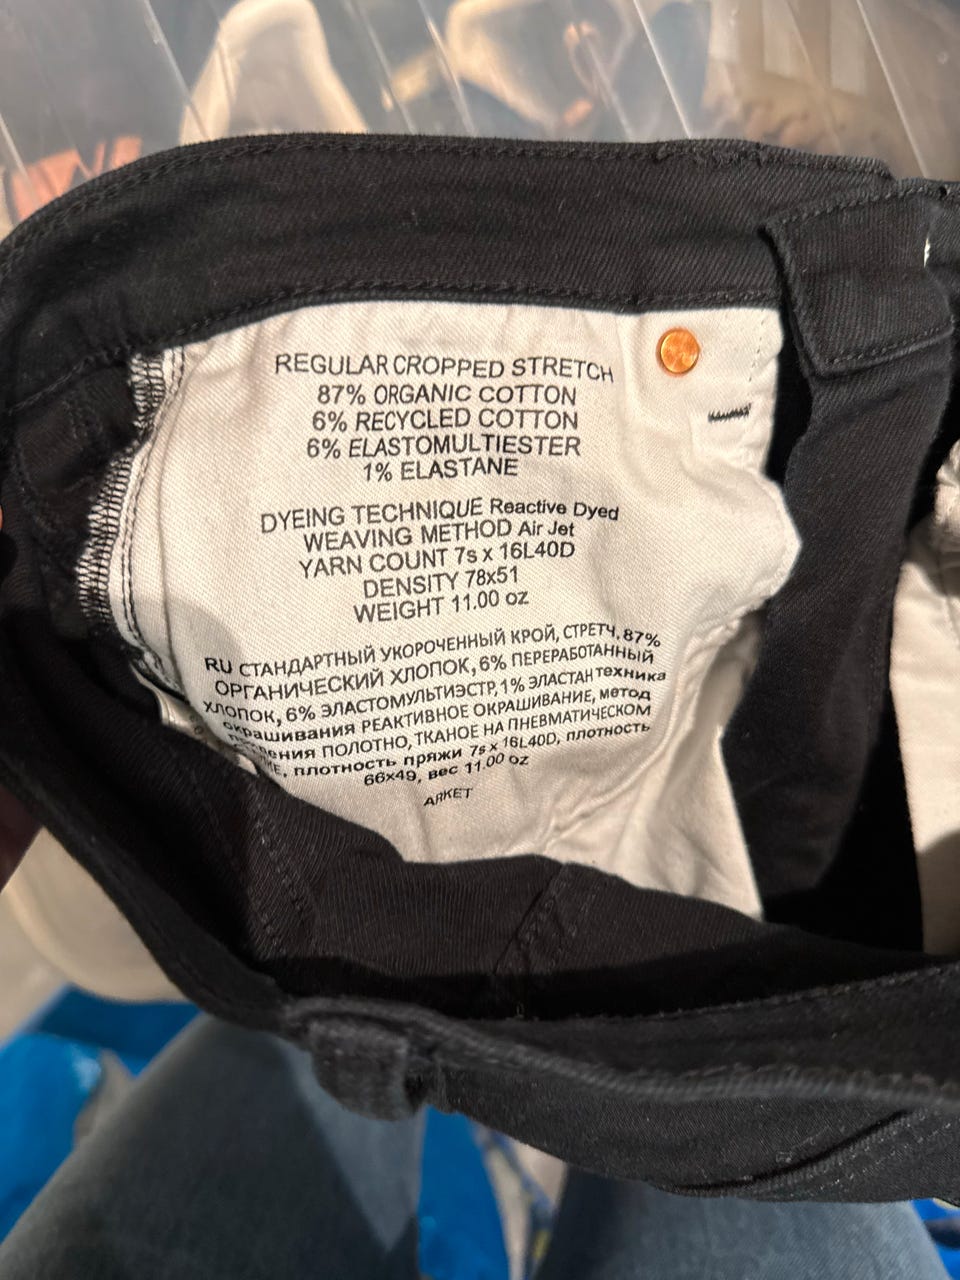 REGULAR CROPPED STRETCH
87% ORGANIC COTTON
6% RECYCLED COTTON
6% ELASTOMULTIESTER
1% ELASTANE
DYEING TECHNIQUE Reactive Dyed
WEAVING METHOD Air Jet
YARN COUNT 7s x 16L40D
DENSITY 78x51
WEIGHT 11.00 oz
RU СТАНДАРТНЫЙ УКОРОЧЕННЫЙ КРОЙ, СТРЕТЧ, 87%
ОРГАНИЧЕСКИЙ ХЛОПОК, 6% ПЕРЕРАБОТАННЫЙ
ХЛОПОК, 6% ЭЛАСТОМУЛТИЭСТР, 1% ЭЛАСТАН техника
окрашивания РЕАКТИВНОЕ ОКРАШИВАНИЕ, метод
ПОЛОТНО, ТКАНОЕ НА ПНЕВМАТИЧЕСКОМ
плотность пряжи 7s x 16L40D, плотность
66x49, вес 11.00 oz
ARKET